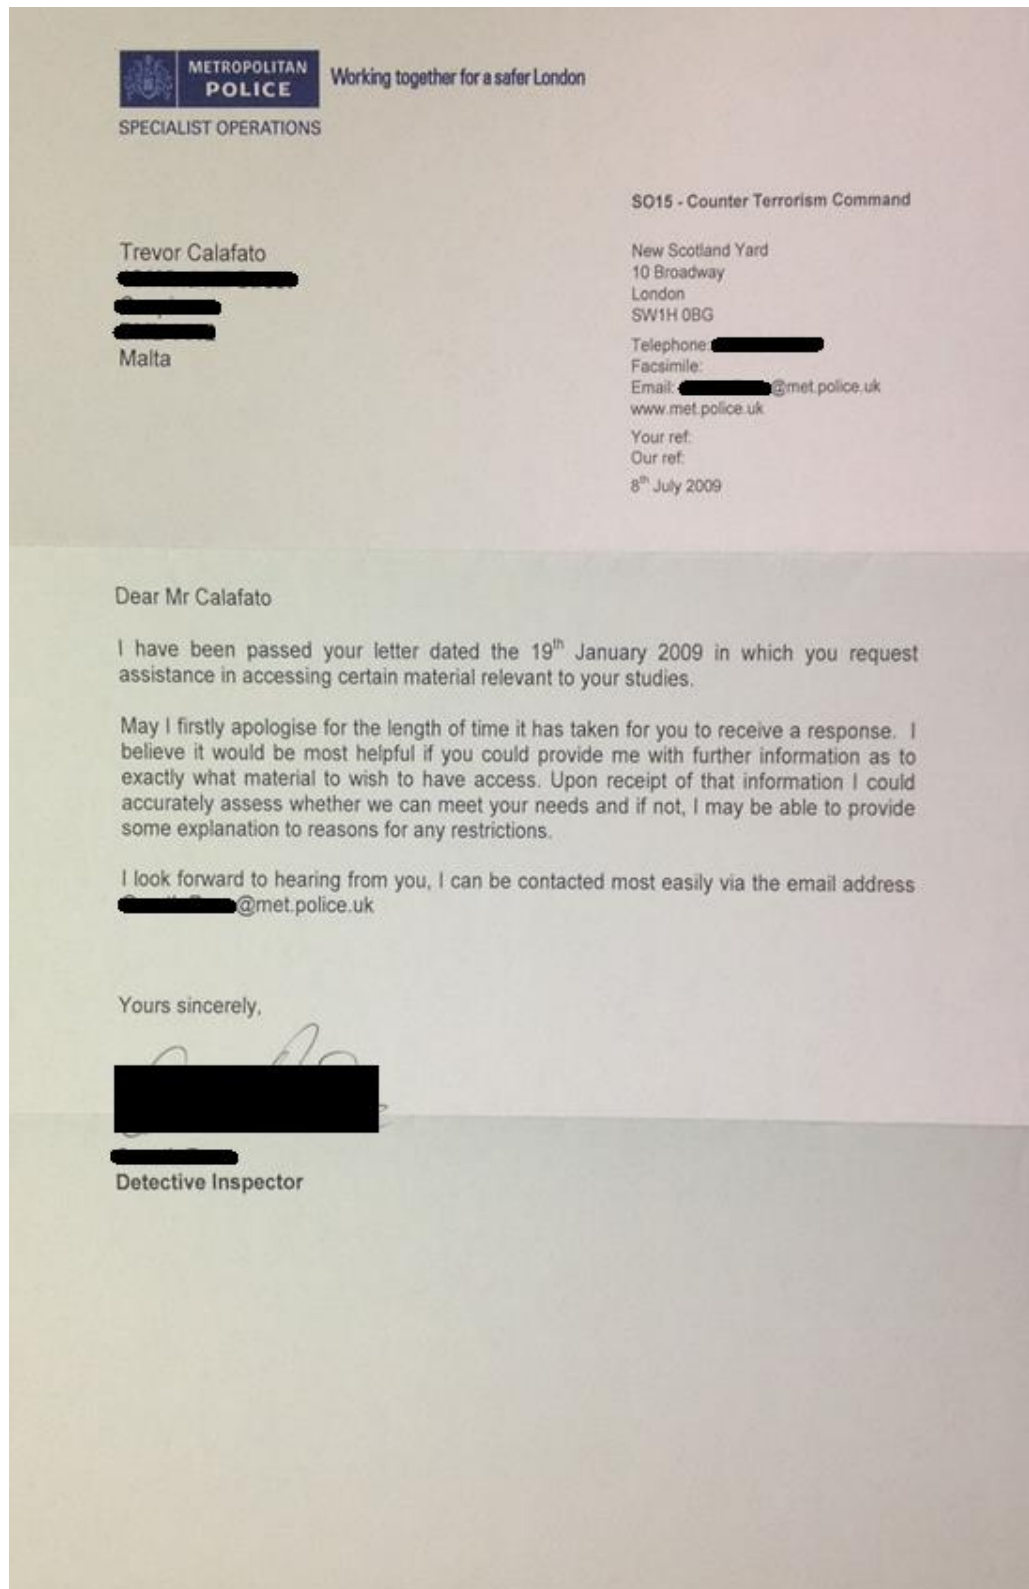 METROPOLITAN
POLICE
Working together for a safer London
SPECIALIST OPERATIONS
SO15 - Counter Terrorism Command
Trevor Calafato
Malta
New Scotland Yard
10 Broadway
London
SW1H 0BG
Telephone:
Facsimile:
Email: @met.police.uk
www.met.police.uk
Your ref:
Our ref:
8th July 2009
Dear Mr Calafato
I have been passed your letter dated the 19th January 2009 in which you request
assistance in accessing certain material relevant to your studies.
May I firstly apologise for the length of time it has taken for you to receive a response. I
believe it would be most helpful if you could provide me with further information as to
exactly what material to wish to have access. Upon receipt of that information I could
accurately assess whether we can meet your needs and if not, I may be able to provide
some explanation to reasons for any restrictions.
I look forward to hearing from you, I can be contacted most easily via the email address
@met.police.uk
Yours sincerely,
Detective Inspector